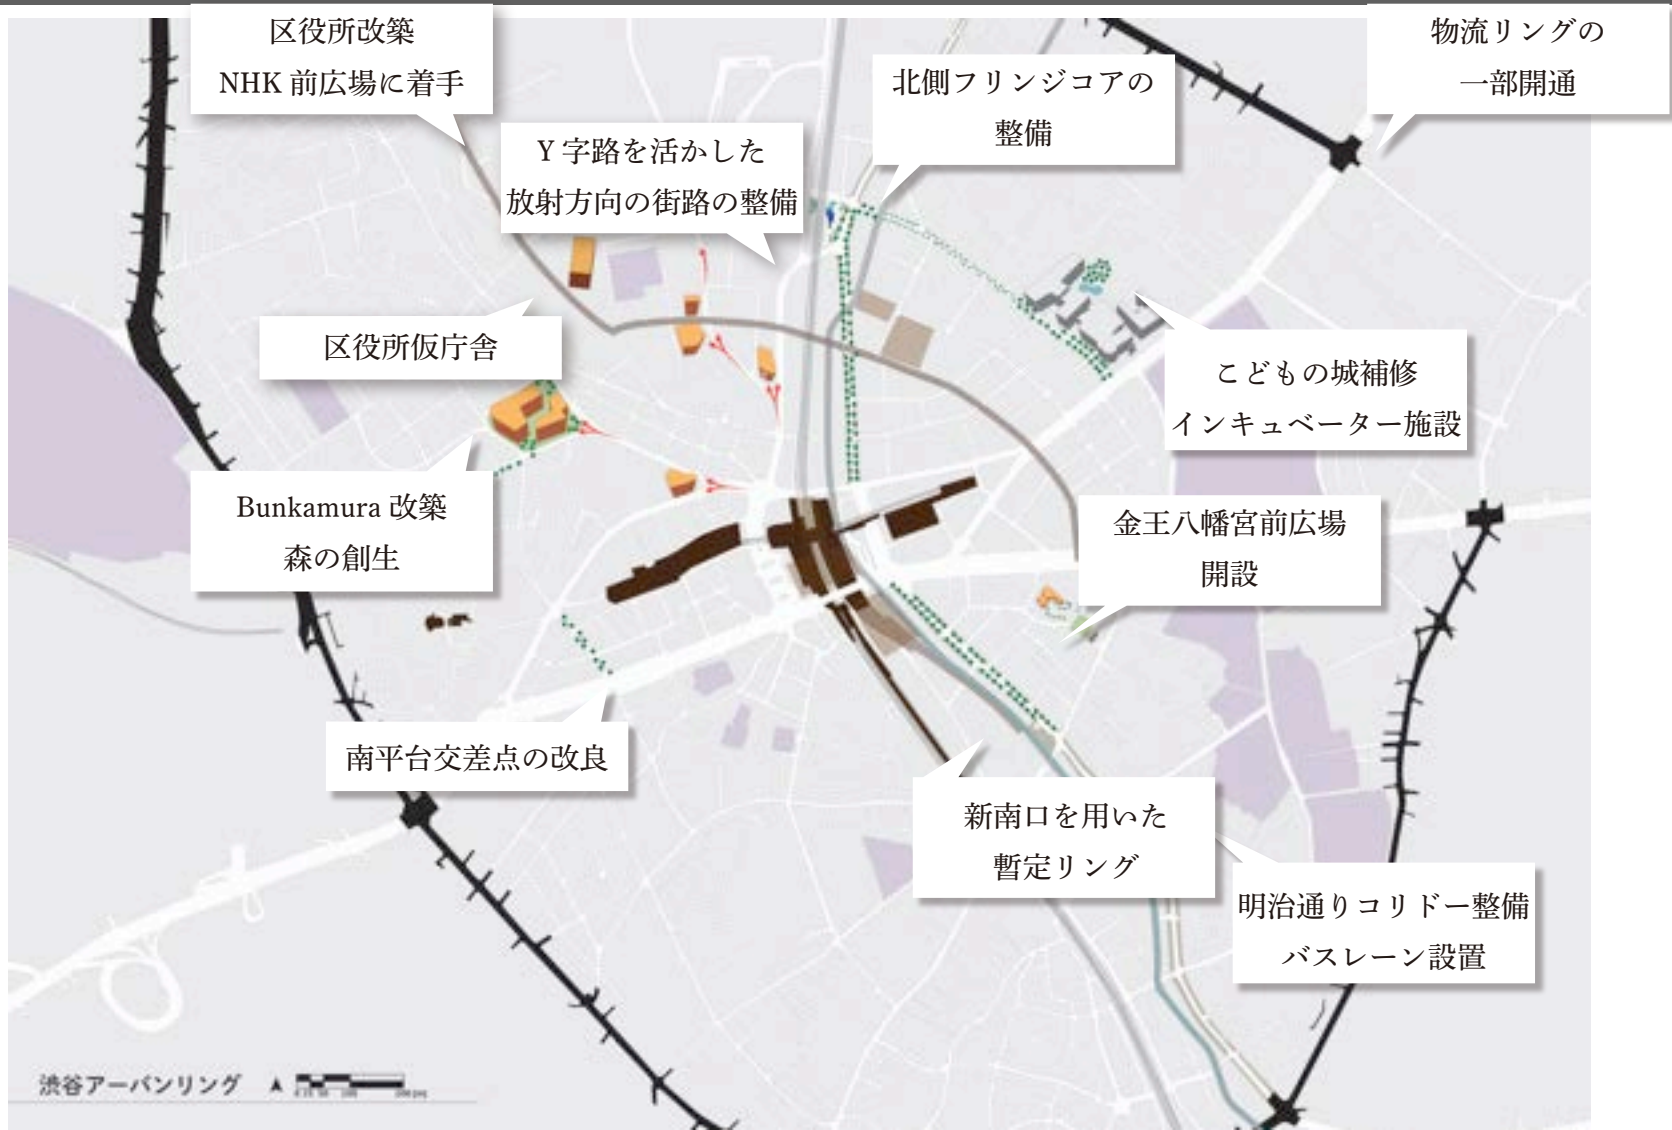 区役所改築
NHK 前広場に着手
物流リングの
一部開通
北側フリンジコアの
整備
Y 字路を活かした
放射方向の街路の整備
区役所仮庁舎
こどもの城補修
インキュベーター施設
Bunkamura 改築
森の創生
金王八幡宮前広場
開設
南平台交差点の改良
新南口を用いた
暫定リング
明治通りコリドー整備
バスレーン設置
渋谷アーバンリング